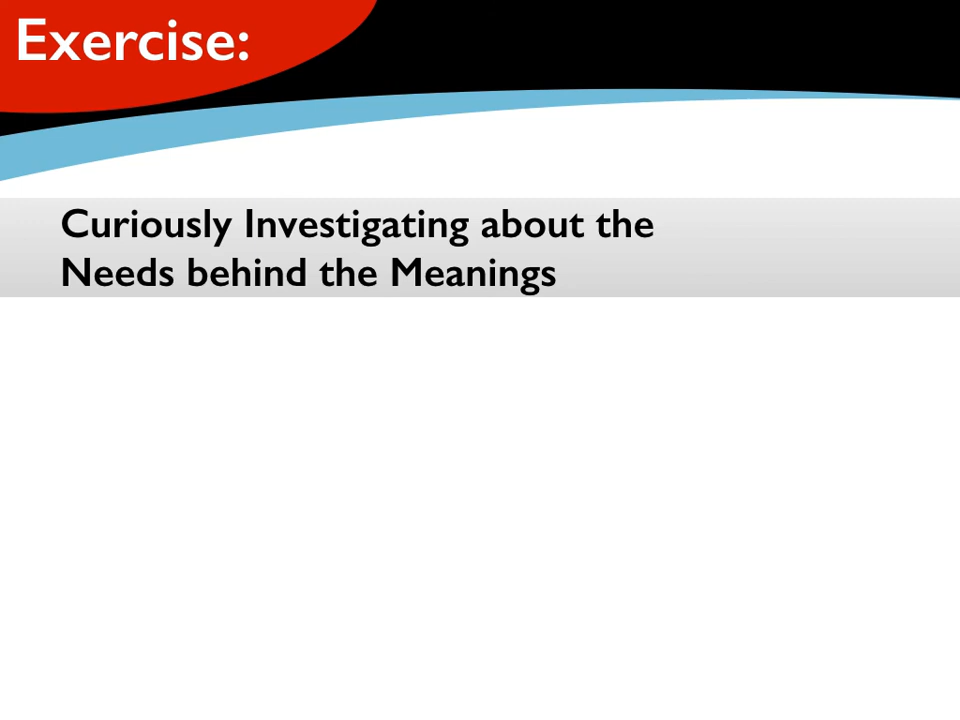 Exercise:
Curiously Investigating about the
Needs behind the Meanings